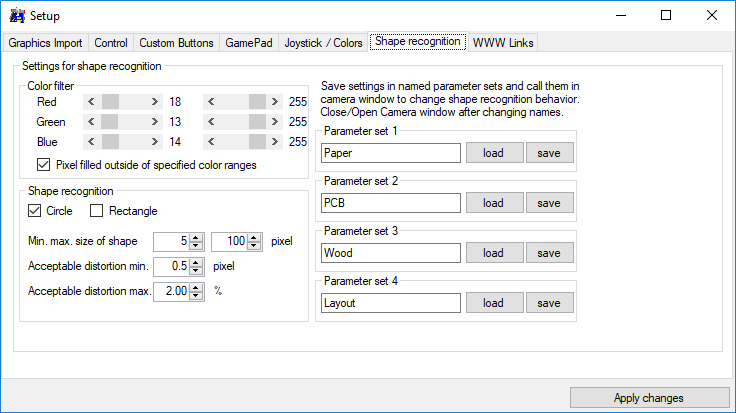 Setup
Graphics Import
Control
Custom Buttons
GamePad
Joystick / Colors
Shape recognition
WWW Links
Settings for shape recognition
Color filter
Red 18 255
Green 13 255
Blue 14 255
Pixel filled outside of specified color ranges
Shape recognition
Circle Rectangle
Min. max. size of shape 5 100 pixel
Acceptable distortion min. 0.5 pixel
Acceptable distortion max. 2.00 %
Save settings in named parameter sets and call them in
camera window to change shape recognition behavior.
Close/Open Camera window after changing names.
Parameter set 1
Paper load save
Parameter set 2
PCB load save
Parameter set 3
Wood load save
Parameter set 4
Layout load save
Apply changes